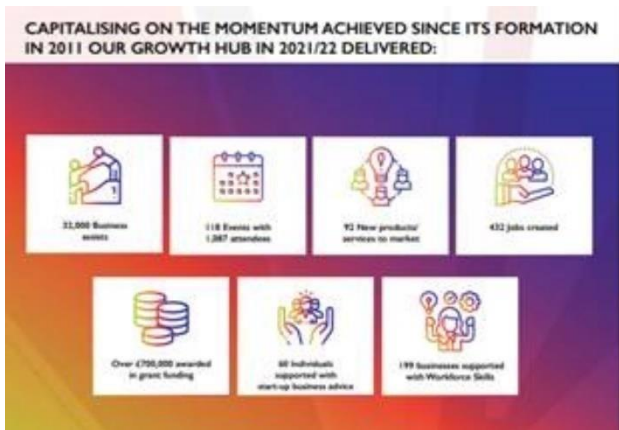 CAPITALISING ON THE MOMENTUM ACHIEVED SINCE ITS FORMATION
IN 2011 OUR GROWTH HUB IN 2021/22 DELIVERED:
32,000 Business
assists
118 Events with
1,087 attendees
92 New products/
services to market
432 Jobs created
Over £700,000 awarded
in grant funding
60 Individuals
supported with
start-up business advice
199 businesses supported
with Workforce Skills